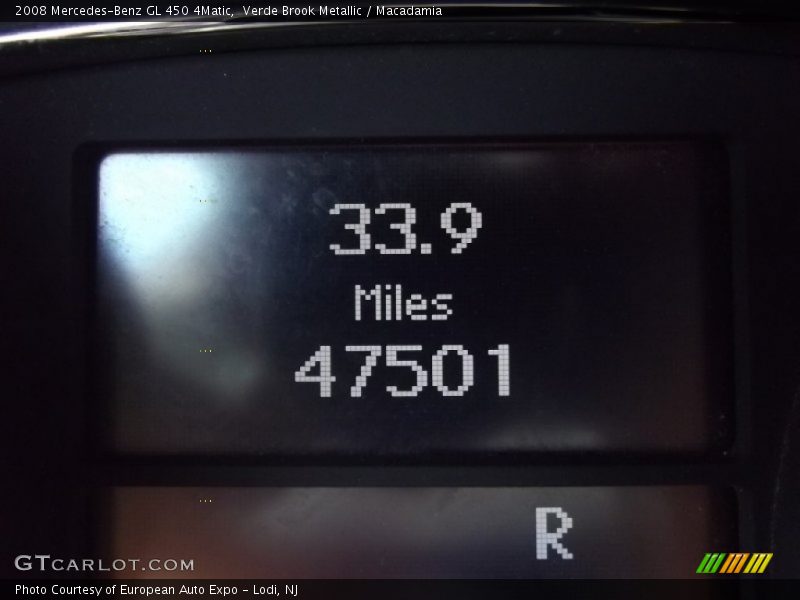 2008 Mercedes-Benz GL 450 4Matic, Verde Brook Metallic / Macadamia
33.9
Miles
47501
R
GTCARLOT.COM
Photo Courtesy of European Auto Expo - Lodi, NJ